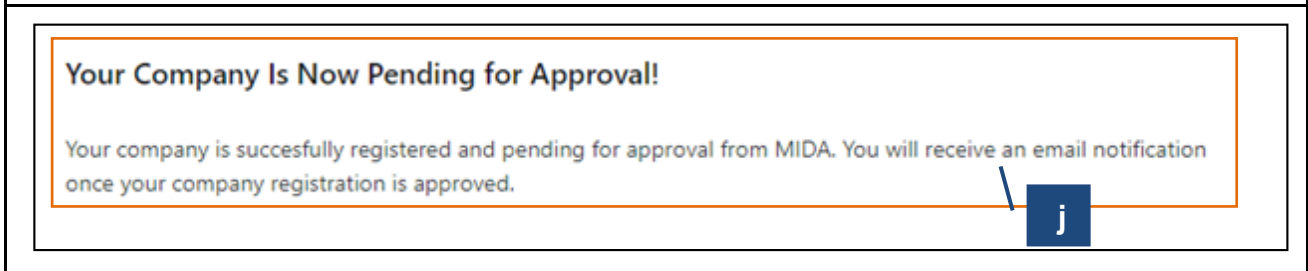 Your Company Is Now Pending for Approval!
Your company is succesfully registered and pending for approval from MIDA. You will receive an email notification
once your company registration is approved.
j